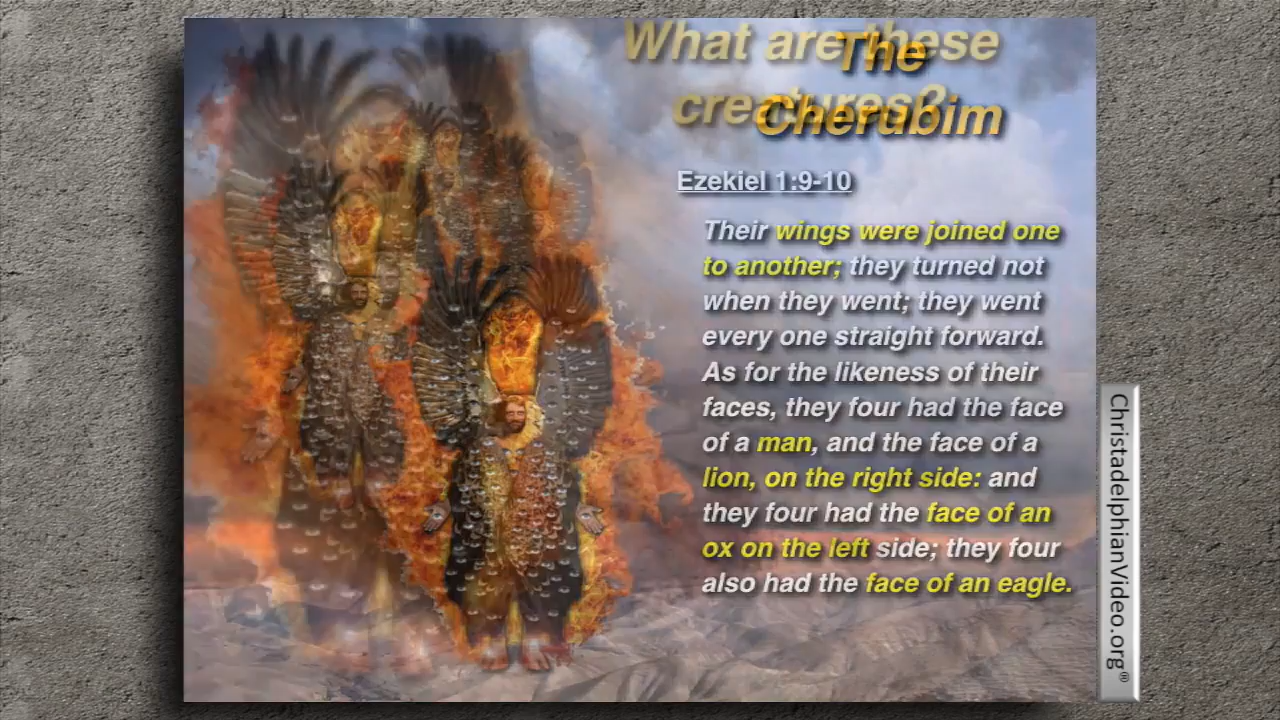 What are these
creatures?
The
Cherubim
Ezekiel 1:9-10
Their wings were joined one
to another; they turned not
when they went; they went
every one straight forward.
As for the likeness of their
faces, they four had the face
of a man, and the face of a
lion, on the right side: and
they four had the face of an
ox on the left side; they four
also had the face of an eagle.
ChristadelphianVideo.org®